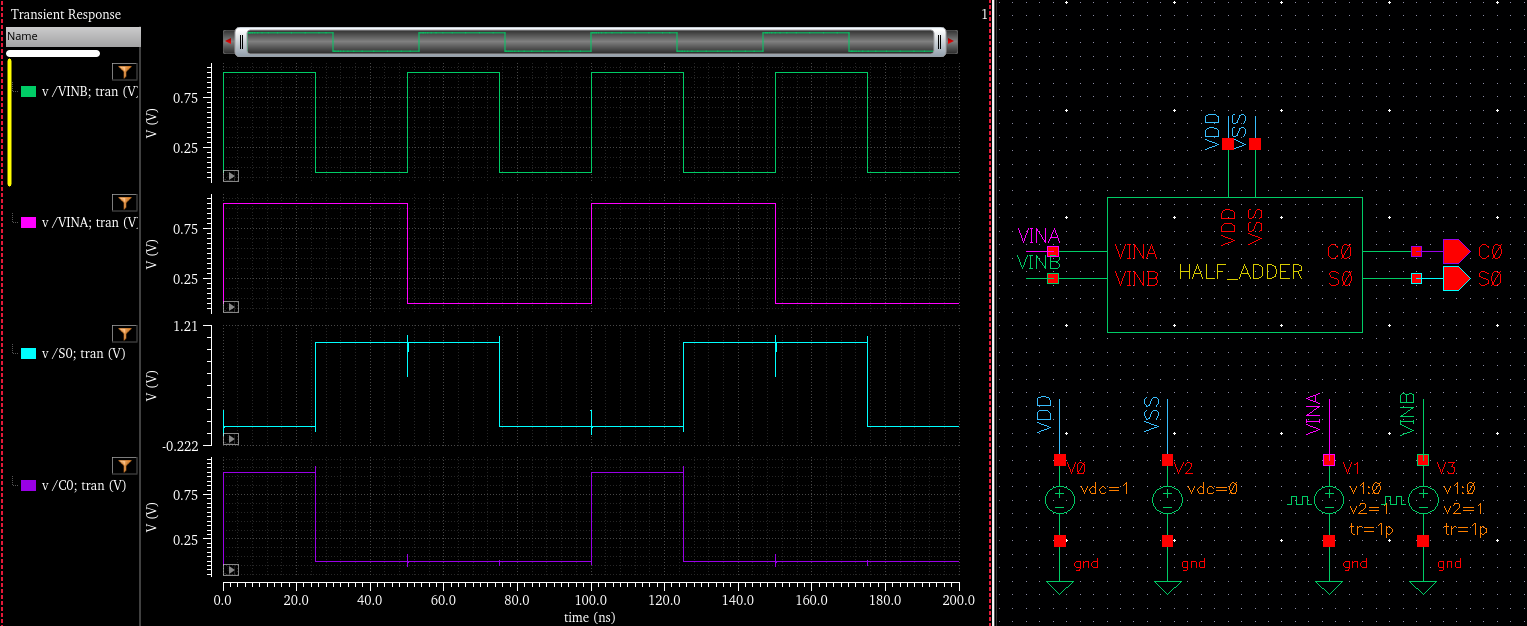 Transient Response
1
Name
v /VINB; tran (V)
V (V)
0.75
0.25
v /VINA; tran (V)
V (V)
0.75
0.25
v /S0; tran (V)
V (V)
1.21
-0.222
v /C0; tran (V)
V (V)
0.75
0.25
0.0 20.0 40.0 60.0 80.0 100.0 120.0 140.0 160.0 180.0 200.0
time (ns)
VDD VSS
VDD VSS
VINA VINA C0 C0
VINB VINB HALF_ADDER S0 S0
VDD VSS VINA VINB
V0 V2 V1 V3
vdc=1 vdc=0 v1:0 v1:0
v2=1 v2=1
tr=1p tr=1p
gnd gnd gnd gnd